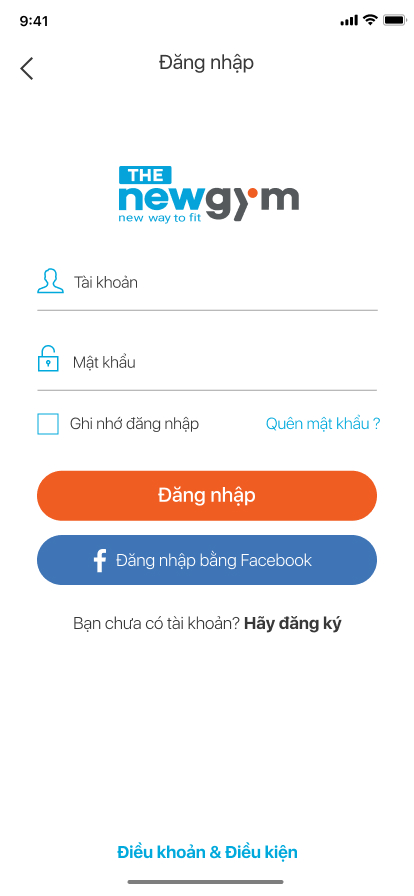 9:41
Đăng nhập
THE
newgym
new way to fit
Tài khoản
Mật khẩu
Ghi nhớ đăng nhập Quên mật khẩu ?
Đăng nhập
f Đăng nhập bằng Facebook
Bạn chưa có tài khoản? Hãy đăng ký
Điều khoản & Điều kiện